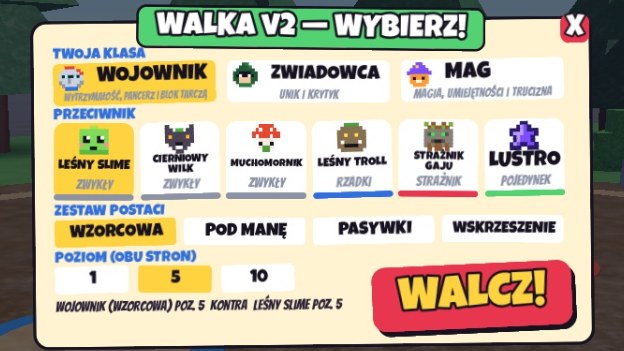 WALKA V2 — WYBIERZ!
X
TWOJA KLASA
WOJOWNIK
WYTRZYMAŁOŚĆ, PANCERZ I BLOK TARCZĄ
ZWIADOWCA
UNIK I KRYTYK
MAG
MAGIA, UMIEJĘTNOŚCI I TRUCIZNA
PRZECIWNIK
LEŚNY SLIME
ZWYKŁY
CIERNIOWY
WILK
ZWYKŁY
MUCHOMORNIK
ZWYKŁY
LEŚNY TROLL
RZADKI
STRAŻNIK
GAJU
STRAŻNIK
LUSTRO
POJEDYNEK
ZESTAW POSTACI
WZORCOWA
POD MANĘ
PASYWKI
WSKRZESZENIE
POZIOM (OBU STRON)
1
5
10
WOJOWNIK (WZORCOWA) POZ. 5 KONTRA LEŚNY SLIME POZ. 5
WALCZ!